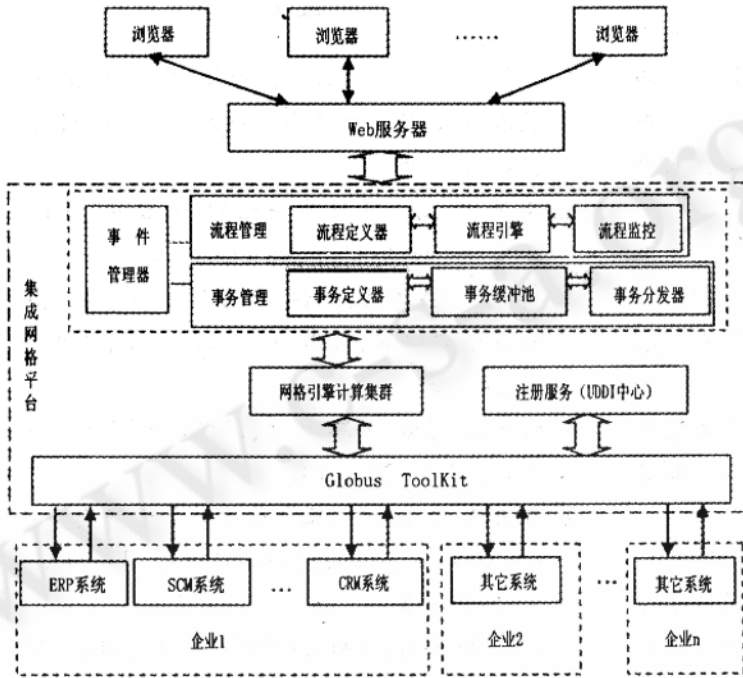 浏览器 浏览器 ...... 浏览器
Web服务器
事 件
管理器
流程管理 流程定义器 流程引擎 流程监控
事务管理 事务定义器 事务缓冲池 事务分发器
集成网格平台
网格引擎计算集群 注册服务（UDDI中心）
Globus ToolKit
ERP系统 SCM系统 ... CRM系统 其它系统 ... 其它系统
企业1 企业2 企业n
www.c-s-a.org